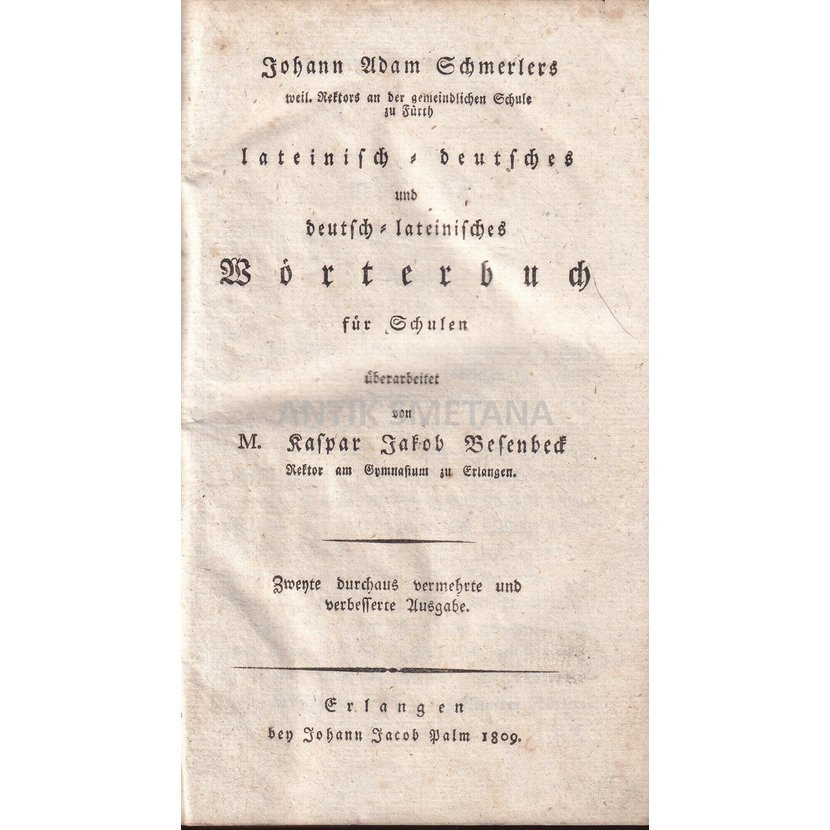 Johann Adam Schmerlers
weil. Rektors an der gemeindlichen Schule
zu Fürth
lateinisch-deutsches
und
deutsch-lateinisches
Wörterbuch
für Schulen
überarbeitet
ANTIK SMETANA
von
M. Kaspar Jakob Besenbeck
Rektor am Gymnasium zu Erlangen.
Zweyte durchaus vermehrte und
verbesserte Ausgabe.
Erlangen
bey Johann Jacob Palm 1809.